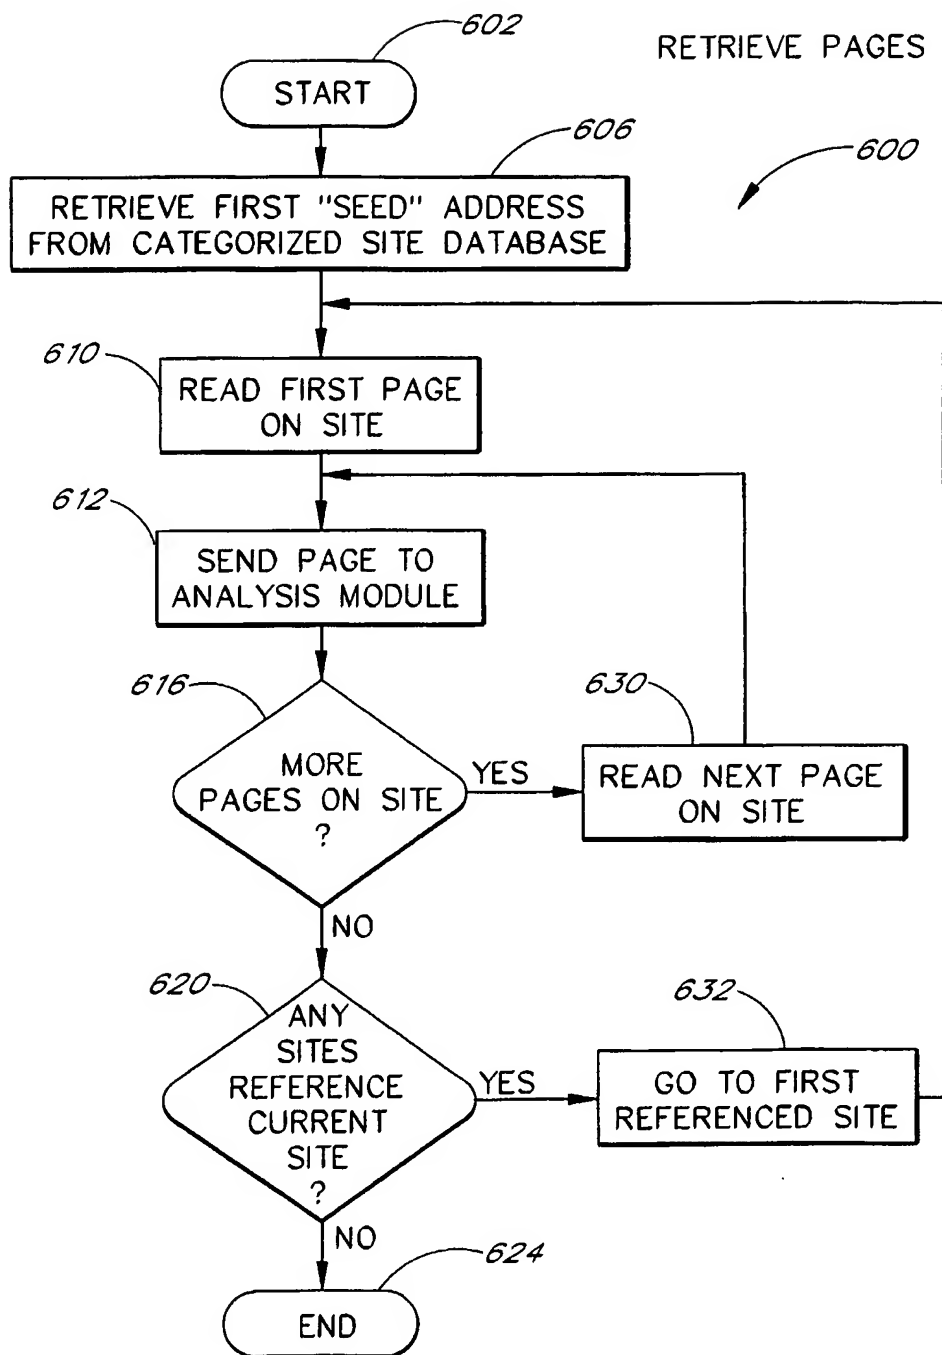 602
RETRIEVE PAGES
START
606
600
RETRIEVE FIRST "SEED" ADDRESS
FROM CATEGORIZED SITE DATABASE
610
READ FIRST PAGE
ON SITE
612
SEND PAGE TO
ANALYSIS MODULE
616
MORE
PAGES ON SITE
?
YES
630
READ NEXT PAGE
ON SITE
NO
620
ANY
SITES
REFERENCE
CURRENT
SITE
?
YES
632
GO TO FIRST
REFERENCED SITE
NO
624
END